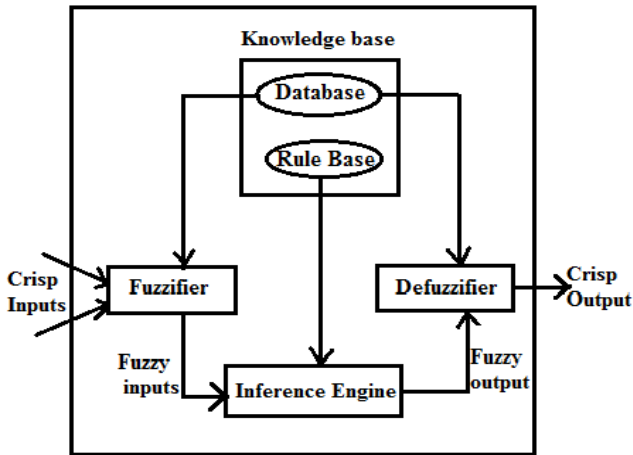 Knowledge base
Database
Rule Base
Crisp
Inputs
Fuzzifier
Defuzzifier
Crisp
Output
Fuzzy
inputs
Inference Engine
Fuzzy
output